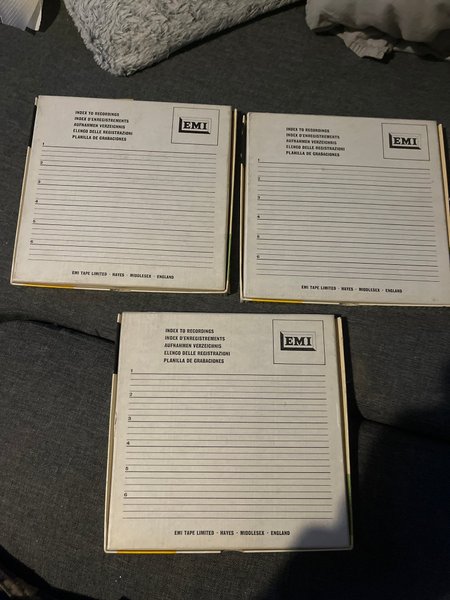 INDEX TO RECORDINGS
INDEX D'ENREGISTREMENTS
AUFNAHMEN VERZEICHNIS
ELENCO DELLE REGISTRAZIONI
PLANILLA DE GRABACIONES
EMI
1
2
3
4
5
6
EMI TAPE LIMITED · HAYES · MIDDLESEX · ENGLAND
INDEX TO RECORDINGS
INDEX D'ENREGISTREMENTS
AUFNAHMEN VERZEICHNIS
ELENCO DELLE REGISTRAZIONI
PLANILLA DE GRABACIONES
EMI
1
2
3
4
5
6
EMI TAPE LIMITED · HAYES · MIDDLESEX · ENGLAND
INDEX TO RECORDINGS
INDEX D'ENREGISTREMENTS
AUFNAHMEN VERZEICHNIS
ELENCO DELLE REGISTRAZIONI
PLANILLA DE GRABACIONES
EMI
1
2
3
4
5
6
EMI TAPE LIMITED · HAYES · MIDDLESEX · ENGLAND